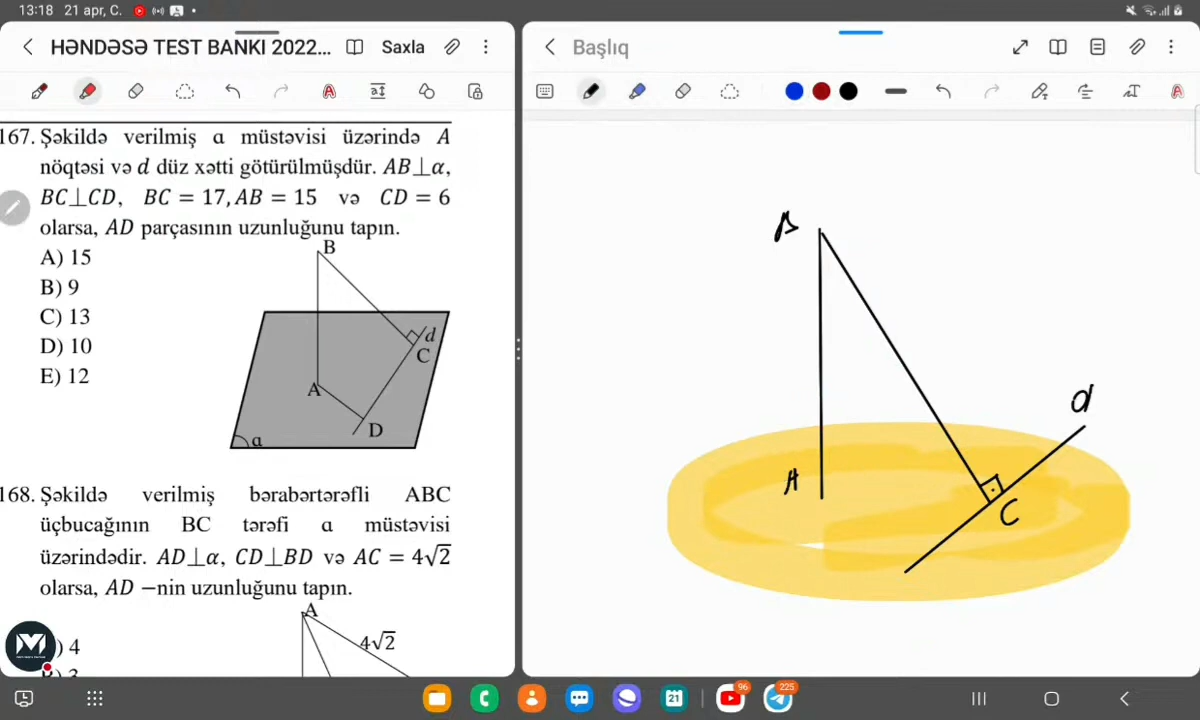 13:18 21 apr, C.
HƏNDƏSƏ TEST BANKI 2022... Saxla
Başlıq
167. Şəkildə verilmiş α müstəvisi üzərində A
nöqtəsi və d düz xətti götürülmüşdür. AB⊥α,
BC⊥CD, BC = 17, AB = 15 və CD = 6
olarsa, AD parçasının uzunluğunu tapın.
A) 15
B) 9
C) 13
D) 10
E) 12
B
d
C
A
D
α
168. Şəkildə verilmiş bərabərtərəfli ABC
üçbucağının BC tərəfi α müstəvisi
üzərindədir. AD⊥α, CD⊥BD və AC = 4√2
olarsa, AD −nin uzunluğunu tapın.
A
4√2
) 4
B
d
A
C
M
21
96
225